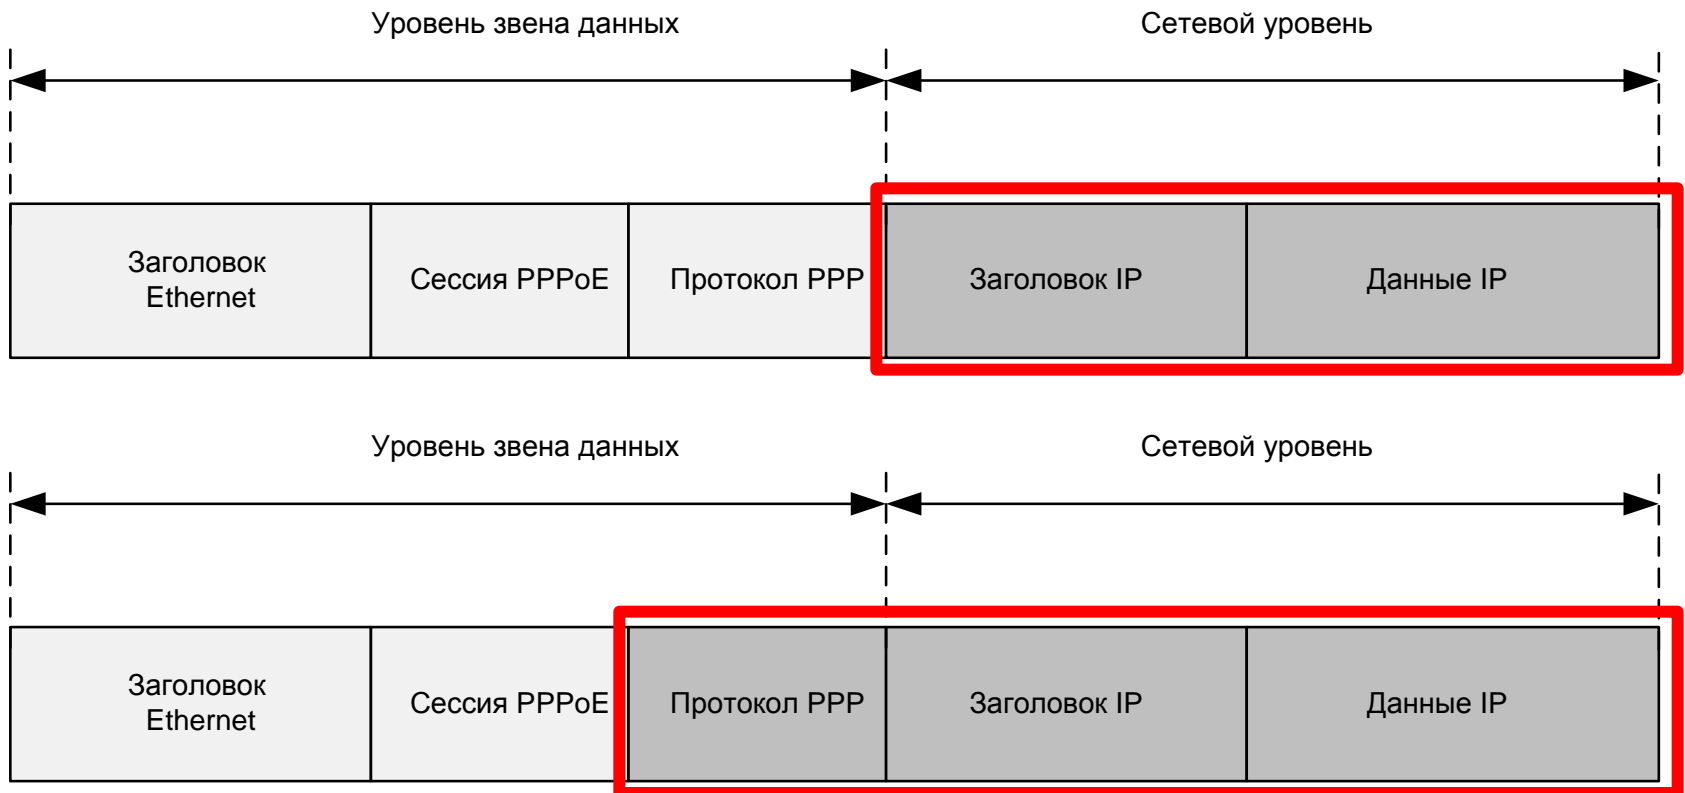 Уровень звена данных
Сетевой уровень
Заголовок
Ethernet
Сессия PPPoE
Протокол PPP
Заголовок IP
Данные IP
Уровень звена данных
Сетевой уровень
Заголовок
Ethernet
Сессия PPPoE
Протокол PPP
Заголовок IP
Данные IP